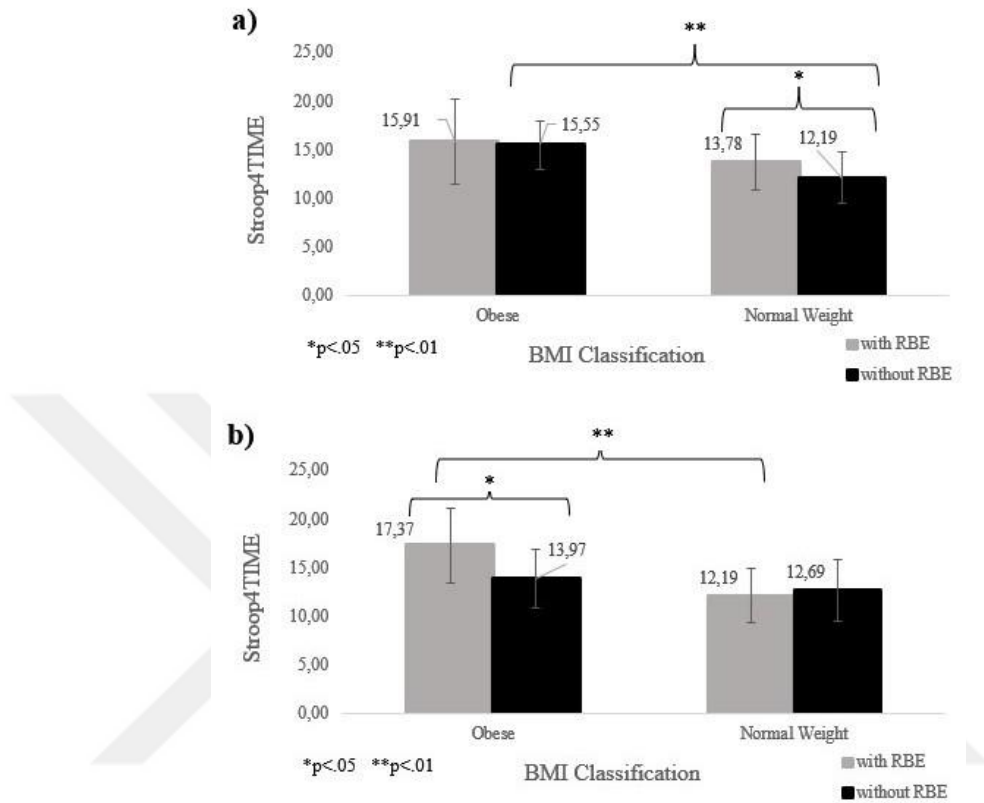 a)
**
25,00
*
20,00
15,91
15,55
13,78
12,19
15,00
10,00
5,00
0,00
Stroop4TIME
Obese
Normal Weight
*p<.05 **p<.01
BMI Classification
with RBE
without RBE
b)
**
25,00
*
20,00
17,37
13,97
12,19
12,69
15,00
10,00
5,00
0,00
Stroop4TIME
Obese
Normal Weight
*p<.05 **p<.01
BMI Classification
with RBE
without RBE